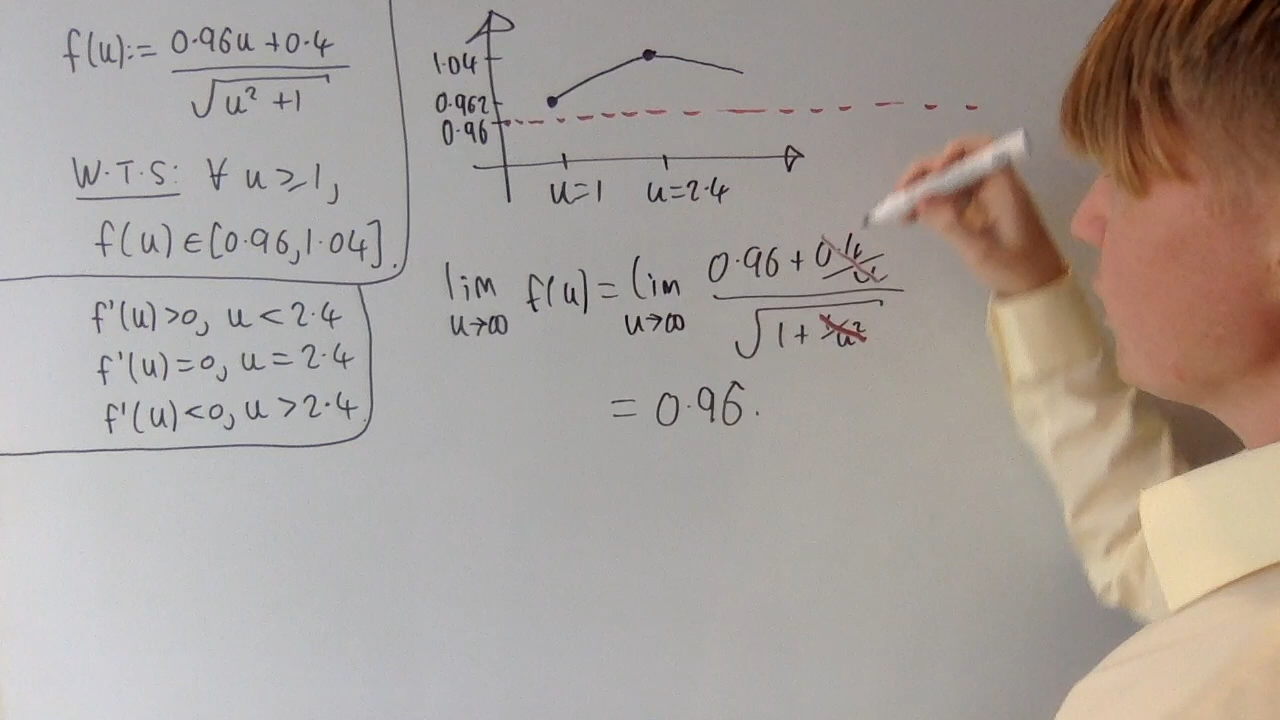 f(u):= 0.96u+0.4 / √(u² +1)
W.T.S: ∀ u ≥ 1,
f(u) ∈ [0.96, 1.04].
f'(u) >0, u < 2.4
f'(u) = 0, u = 2.4
f'(u) < 0, u > 2.4.
1.04
0.962
0.96
u=1 u=2.4
lim u→∞ f(u) = lim u→∞ 0.96 + 0.4/u / √(1 + 1/u²)
= 0.96.